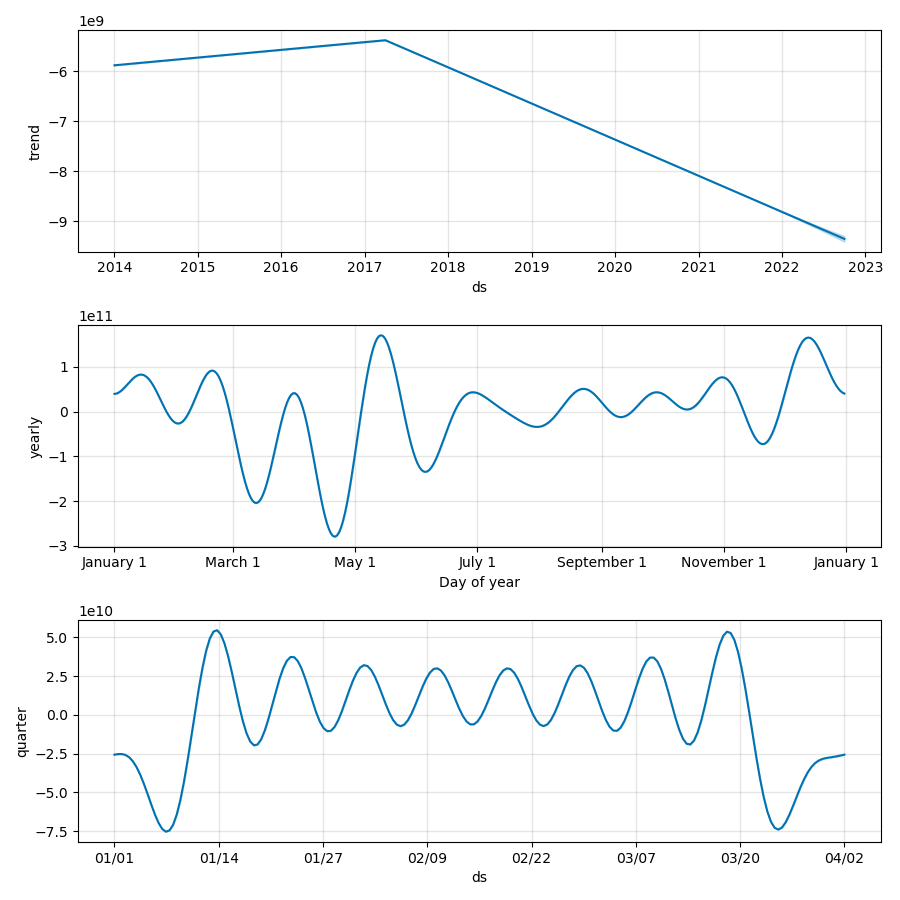 1e9
−6
−7
−8
−9
trend
2014 2015 2016 2017 2018 2019 2020 2021 2022 2023
ds
1e11
1
0
−1
−2
−3
yearly
January 1 March 1 May 1 July 1 September 1 November 1 January 1
Day of year
1e10
5.0
2.5
0.0
−2.5
−5.0
−7.5
quarter
01/01 01/14 01/27 02/09 02/22 03/07 03/20 04/02
ds